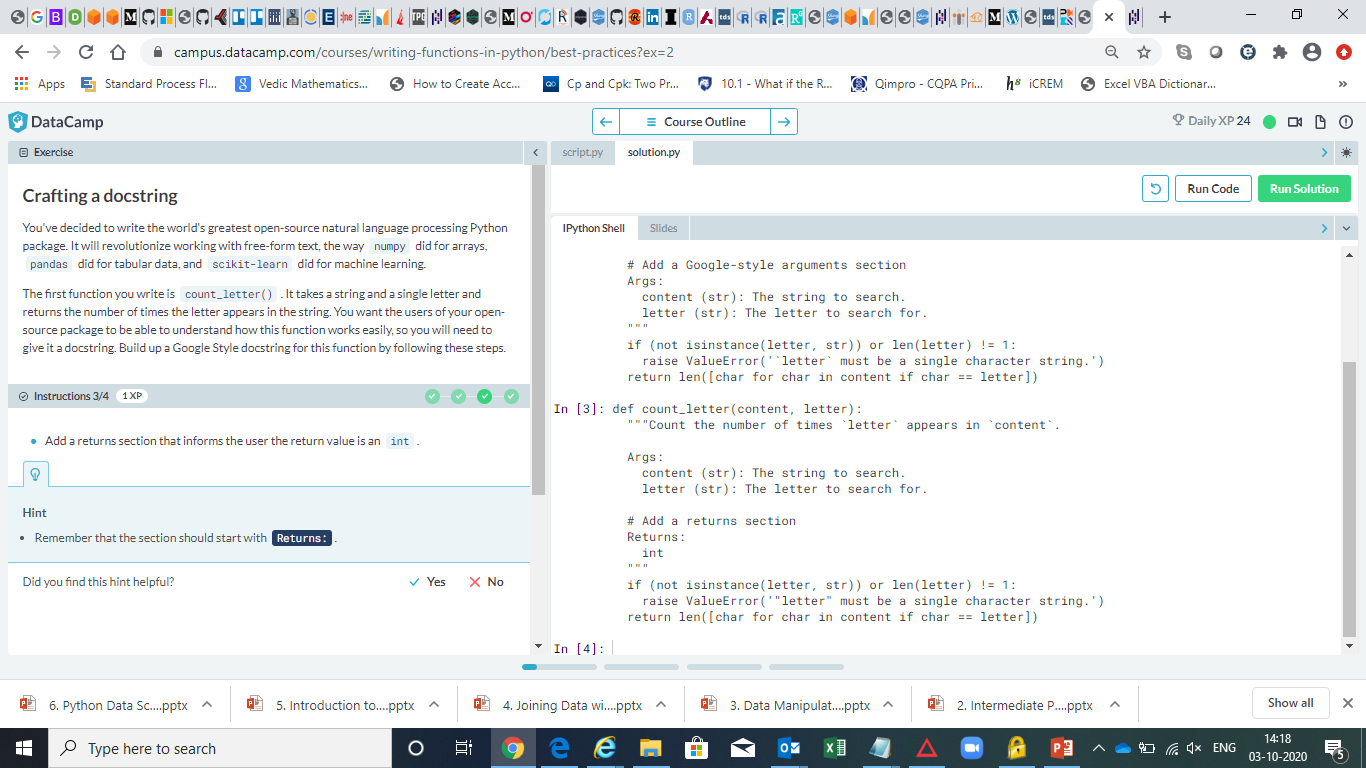 campus.datacamp.com/courses/writing-functions-in-python/best-practices?ex=2
Apps
Standard Process Fl...
Vedic Mathematics...
How to Create Acc...
Cp and Cpk: Two Pr...
10.1 - What if the R...
Qimpro - CQPA Pri...
iCREM
Excel VBA Dictionar...
»
DataCamp
Course Outline
Daily XP 24
Exercise
script.py
solution.py
Crafting a docstring
Run Code
Run Solution
You've decided to write the world's greatest open-source natural language processing Python
package. It will revolutionize working with free-form text, the way numpy did for arrays,
pandas did for tabular data, and scikit-learn did for machine learning.
The first function you write is count_letter() . It takes a string and a single letter and
returns the number of times the letter appears in the string. You want the users of your open-
source package to be able to understand how this function works easily, so you will need to
give it a docstring. Build up a Google Style docstring for this function by following these steps.
Instructions 3/4
1 XP
• Add a returns section that informs the user the return value is an int .
Hint
• Remember that the section should start with Returns: .
Did you find this hint helpful?
Yes
No
IPython Shell
Slides
# Add a Google-style arguments section
Args:
content (str): The string to search.
letter (str): The letter to search for.
"""
if (not isinstance(letter, str)) or len(letter) != 1:
raise ValueError('`letter` must be a single character string.')
return len([char for char in content if char == letter])
In [3]: def count_letter(content, letter):
"""Count the number of times `letter` appears in `content`.
Args:
content (str): The string to search.
letter (str): The letter to search for.
# Add a returns section
Returns:
int
"""
if (not isinstance(letter, str)) or len(letter) != 1:
raise ValueError('"letter" must be a single character string.')
return len([char for char in content if char == letter])
In [4]:
6. Python Data Sc....pptx
5. Introduction to....pptx
4. Joining Data wi....pptx
3. Data Manipulat....pptx
2. Intermediate P....pptx
Show all
Type here to search
ENG
14:18
03-10-2020
5